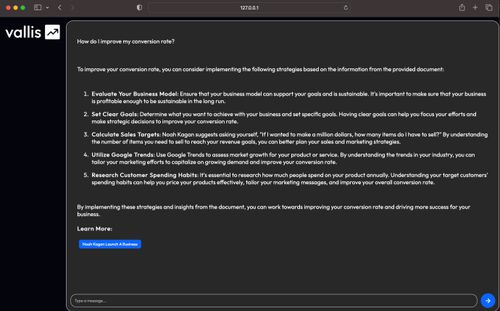 127.0.0.1
vallis
How do I improve my conversion rate?
To improve your conversion rate, you can consider implementing the following strategies based on the information from the provided document:
1. Evaluate Your Business Model: Ensure that your business model can support your goals and is sustainable. It's important to make sure that your business
is profitable enough to be sustainable in the long run.
2. Set Clear Goals: Determine what you want to achieve with your business and set specific goals. Having clear goals can help you focus your efforts and
make strategic decisions to improve your conversion rate.
3. Calculate Sales Targets: Noah Kagan suggests asking yourself, "If I wanted to make a million dollars, how many items do I have to sell?" By understanding
the number of items you need to sell to reach your revenue goals, you can better plan your sales and marketing strategies.
4. Utilize Google Trends: Use Google Trends to assess market growth for your product or service. By understanding the trends in your industry, you can
tailor your marketing efforts to capitalize on growing demand and improve your conversion rate.
5. Research Customer Spending Habits: It's essential to research how much people spend on your product annually. Understanding your target customers'
spending habits can help you price your products effectively, tailor your marketing messages, and improve your overall conversion rate.
By implementing these strategies and insights from the document, you can work towards improving your conversion rate and driving more success for your
business.
Learn More:
Noah Kagan Launch A Business
Type a message...